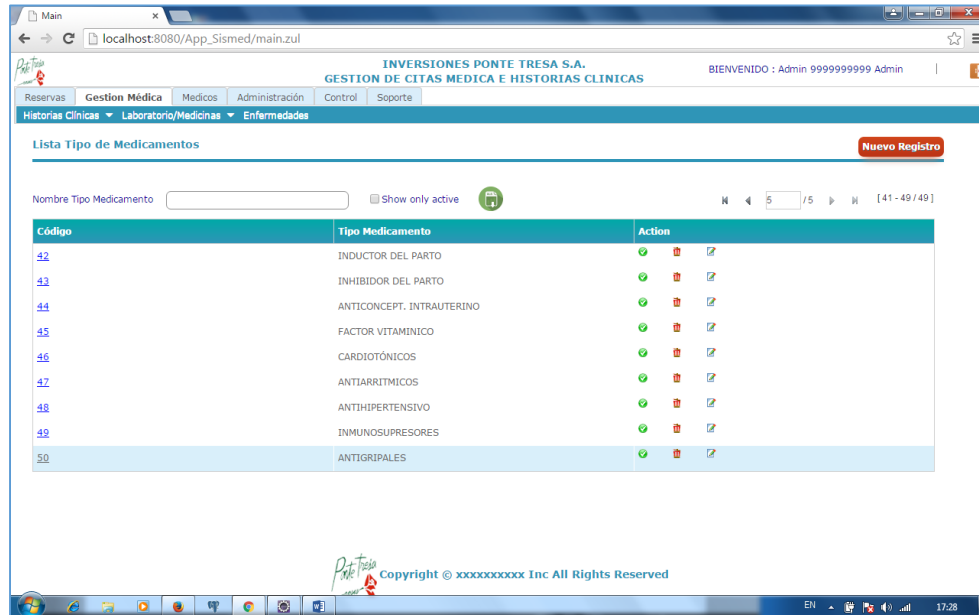 Main
localhost:8080/App_Sismed/main.zul
Ponte Tresa
INVERSIONES PONTE TRESA S.A.
GESTION DE CITAS MEDICA E HISTORIAS CLINICAS
BIENVENIDO : Admin 9999999999 Admin |
Reservas Gestion Médica Medicos Administración Control Soporte
Historias Clínicas Laboratorio/Medicinas Enfermedades
Lista Tipo de Medicamentos
Nuevo Registro
Nombre Tipo Medicamento Show only active 5 /5 [ 41 - 49 / 49 ]
Código Tipo Medicamento Action
42 INDUCTOR DEL PARTO
43 INHIBIDOR DEL PARTO
44 ANTICONCEPT. INTRAUTERINO
45 FACTOR VITAMINICO
46 CARDIOTÓNICOS
47 ANTIARRITMICOS
48 ANTIHIPERTENSIVO
49 INMUNOSUPRESORES
50 ANTIGRIPALES
Ponte Tresa
Copyright © xxxxxxxxxx Inc All Rights Reserved
EN 17:28